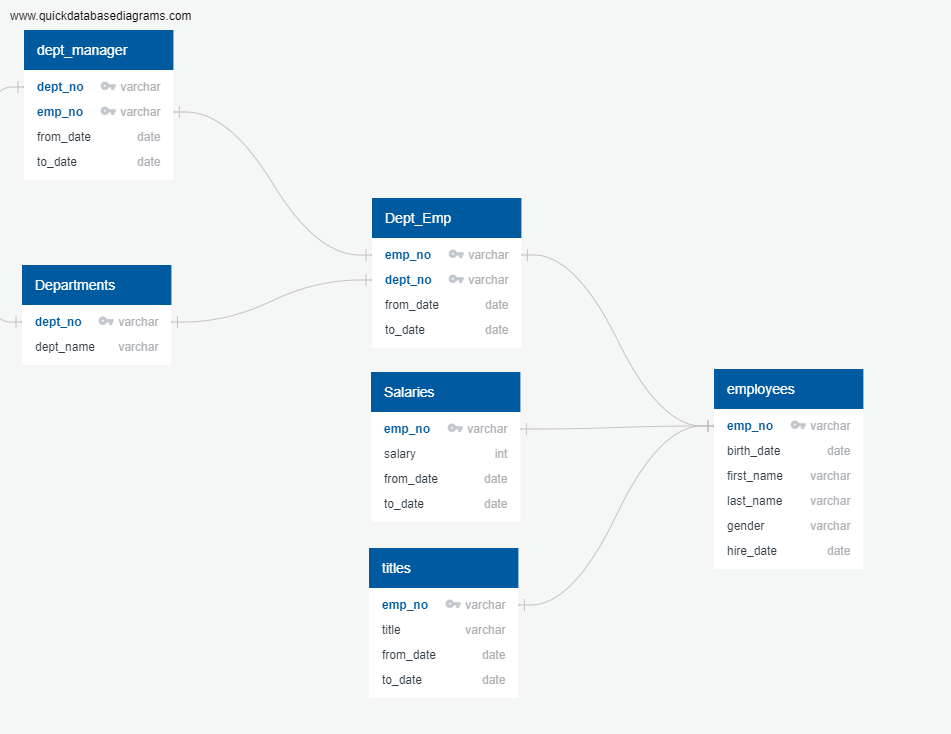 www.quickdatabasediagrams.com
dept_manager
dept_no varchar
emp_no varchar
from_date date
to_date date
Departments
dept_no varchar
dept_name varchar
Dept_Emp
emp_no varchar
dept_no varchar
from_date date
to_date date
Salaries
emp_no varchar
salary int
from_date date
to_date date
titles
emp_no varchar
title varchar
from_date date
to_date date
employees
emp_no varchar
birth_date date
first_name varchar
last_name varchar
gender varchar
hire_date date